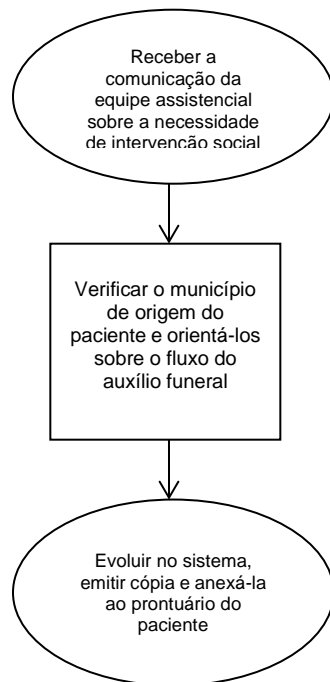 Receber a
comunicação da
equipe assistencial
sobre a necessidade
de intervenção social
Verificar o município
de origem do
paciente e orientá-los
sobre o fluxo do
auxílio funeral
Evoluir no sistema,
emitir cópia e anexá-la
ao prontuário do
paciente